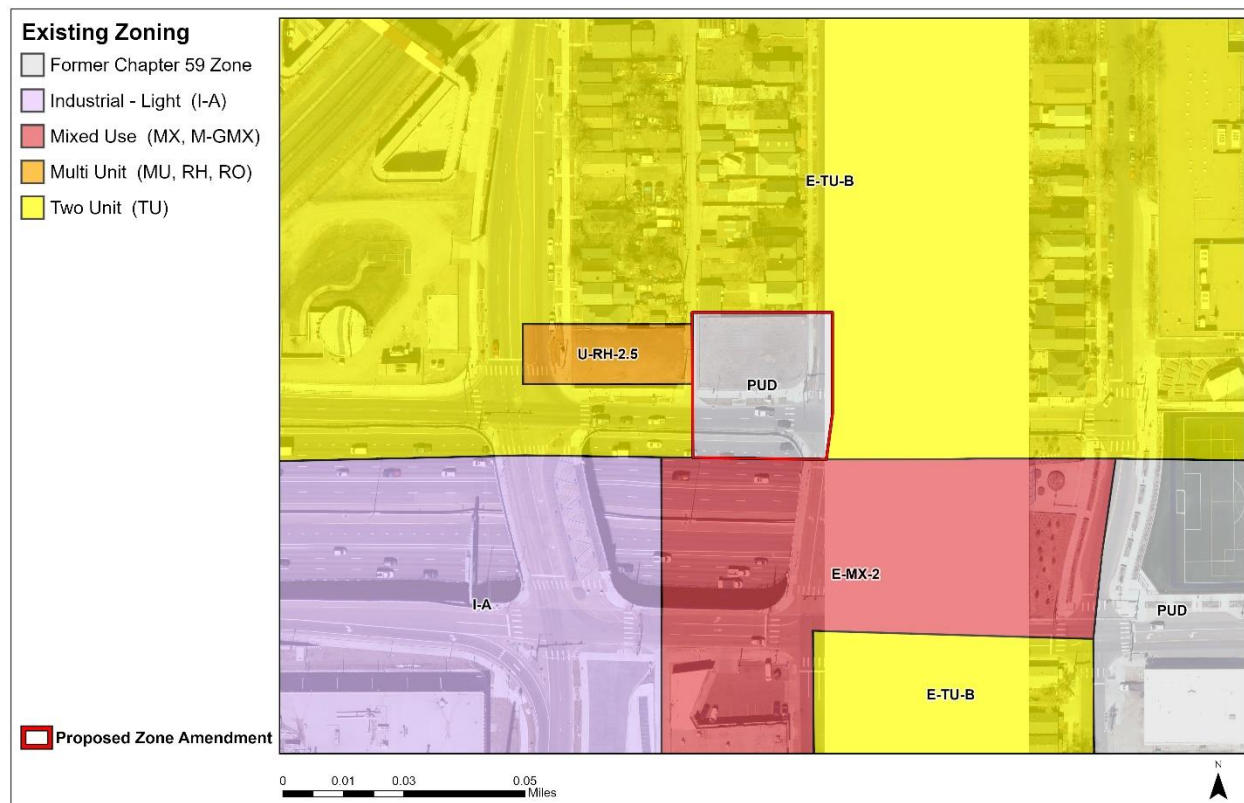 Existing Zoning
Former Chapter 59 Zone
Industrial - Light (I-A)
Mixed Use (MX, M-GMX)
Multi Unit (MU, RH, RO)
Two Unit (TU)
Proposed Zone Amendment
E-TU-B
U-RH-2.5
PUD
E-MX-2
I-A
PUD
E-TU-B
0 0.01 0.03 0.05
Miles
N